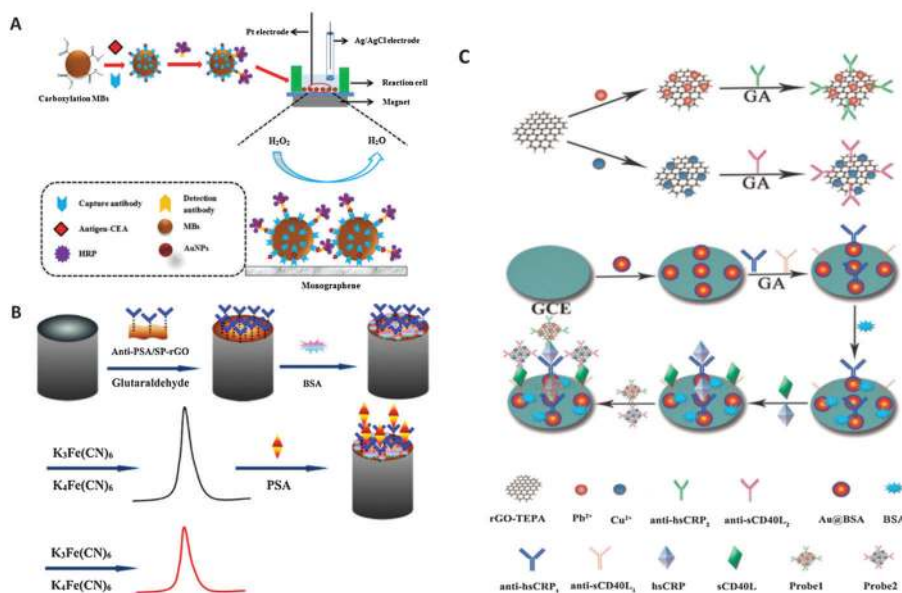 A
Pt electrode
Ag/AgCl electrode
Carboxylation MBs
Reaction cell
Magnet
H₂O₂
H₂O
Capture antibody
Detection
antibody
Antigen-CEA
MBs
HRP
AuNPs
Monographene
B
Anti-PSA/SP-rGO
Glutaraldehyde
BSA
K₃Fe(CN)₆
K₄Fe(CN)₆
PSA
K₃Fe(CN)₆
K₄Fe(CN)₆
C
GA
GA
GCE
GA
rGO-TEPA
Pb²⁺
Cu²⁺
anti-hsCRP₂
anti-sCD40L₂
Au@BSA
BSA
anti-hsCRP₁
anti-sCD40L₁
hsCRP
sCD40L
Probe1
Probe2